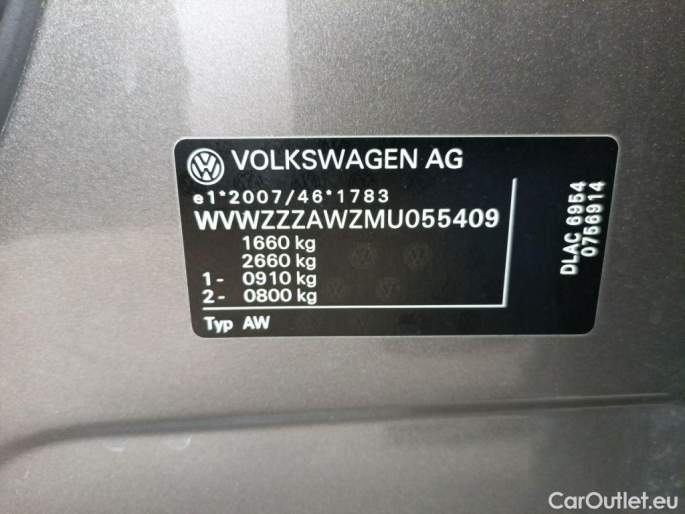 VOLKSWAGEN AG
e1*2007/46*1783
WVWZZZAWZMU055409
1660 kg
2660 kg
1- 0910 kg
2- 0800 kg
Typ AW
DLAC 6954
0756914
CarOutlet.eu